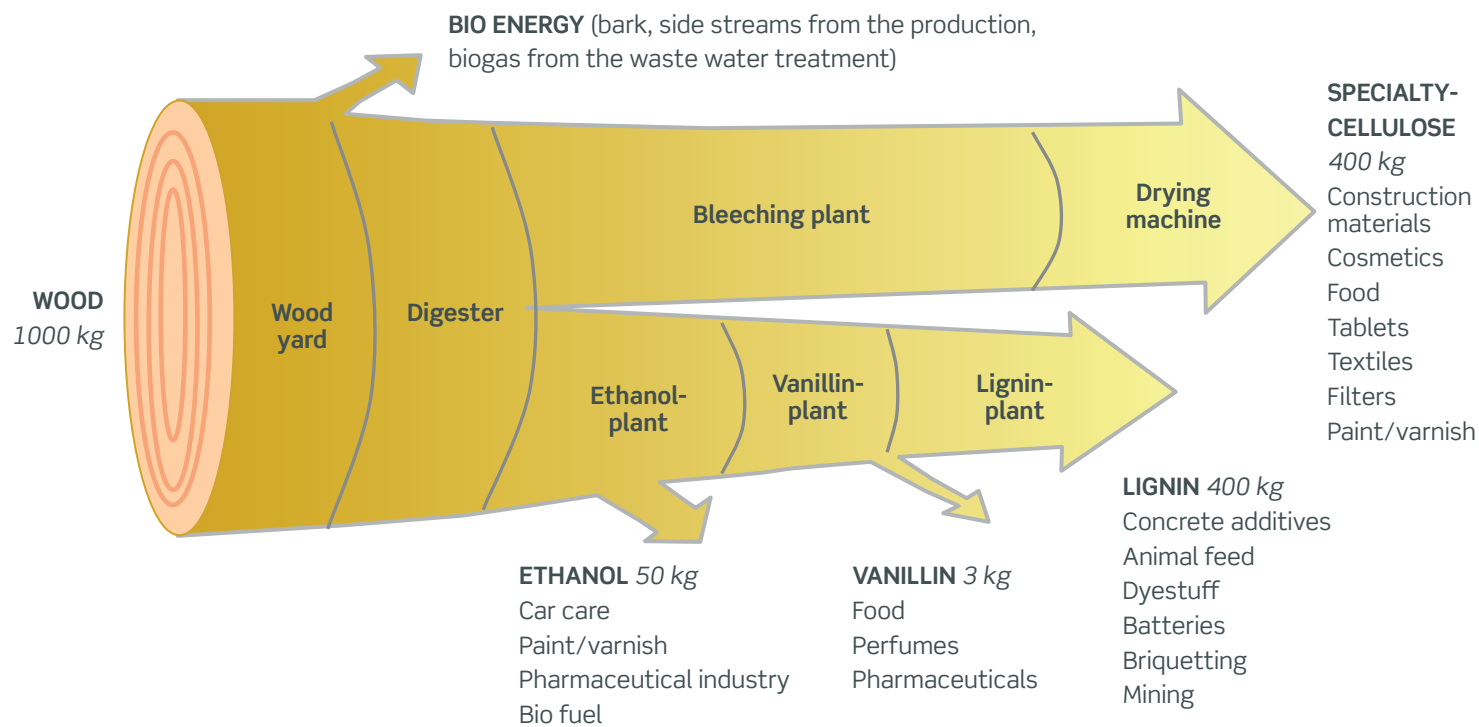 BIO ENERGY (bark, side streams from the production,
biogas from the waste water treatment)
WOOD
1000 kg
Wood
yard
Digester
Bleeching plant
Drying
machine
Ethanol-
plant
Vanillin-
plant
Lignin-
plant
SPECIALTY-
CELLULOSE
400 kg
Construction
materials
Cosmetics
Food
Tablets
Textiles
Filters
Paint/varnish
ETHANOL 50 kg
Car care
Paint/varnish
Pharmaceutical industry
Bio fuel
VANILLIN 3 kg
Food
Perfumes
Pharmaceuticals
LIGNIN 400 kg
Concrete additives
Animal feed
Dyestuff
Batteries
Briquetting
Mining